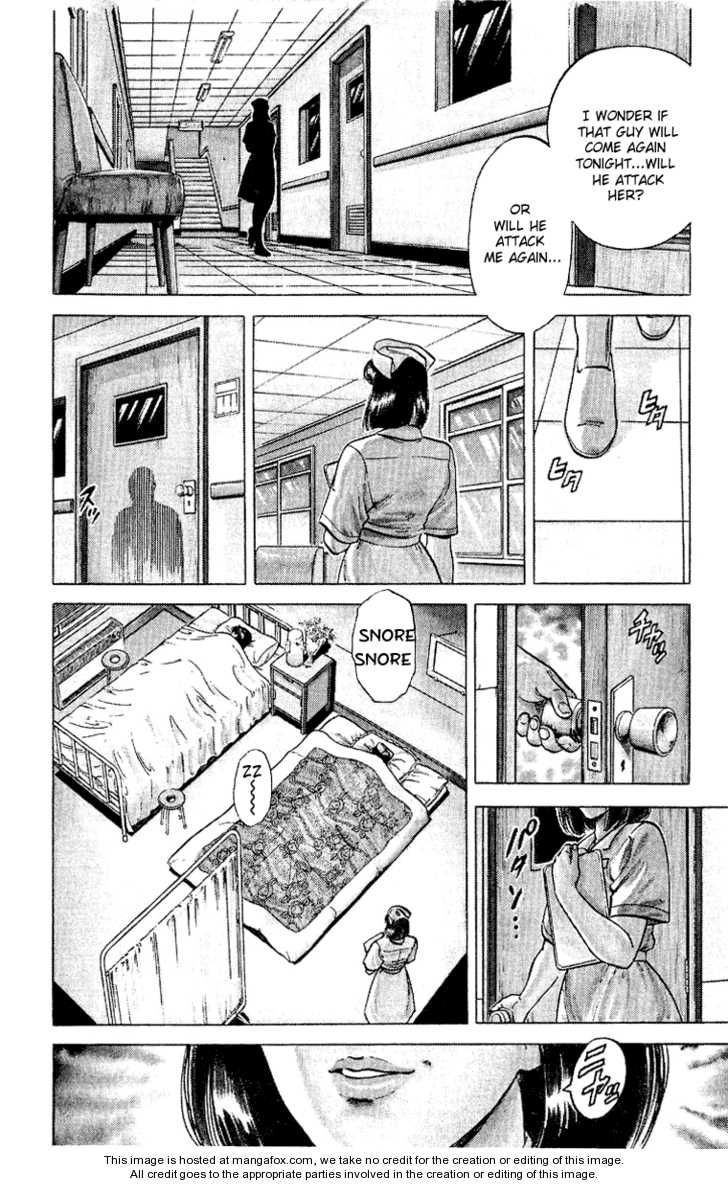 I WONDER IF
THAT GUY WILL
COME AGAIN
TONIGHT...WILL
HE ATTACK
HER?
OR
WILL HE
ATTACK
ME AGAIN...
ヒタ
ヒタ
スッ
SNORE
SNORE
ZZ
パタン…
ニヤッ
This image is hosted at mangafox.com, we take no credit for the creation or editing of this image.
All credit goes to the appropriate parties involved in the creation or editing of this image.